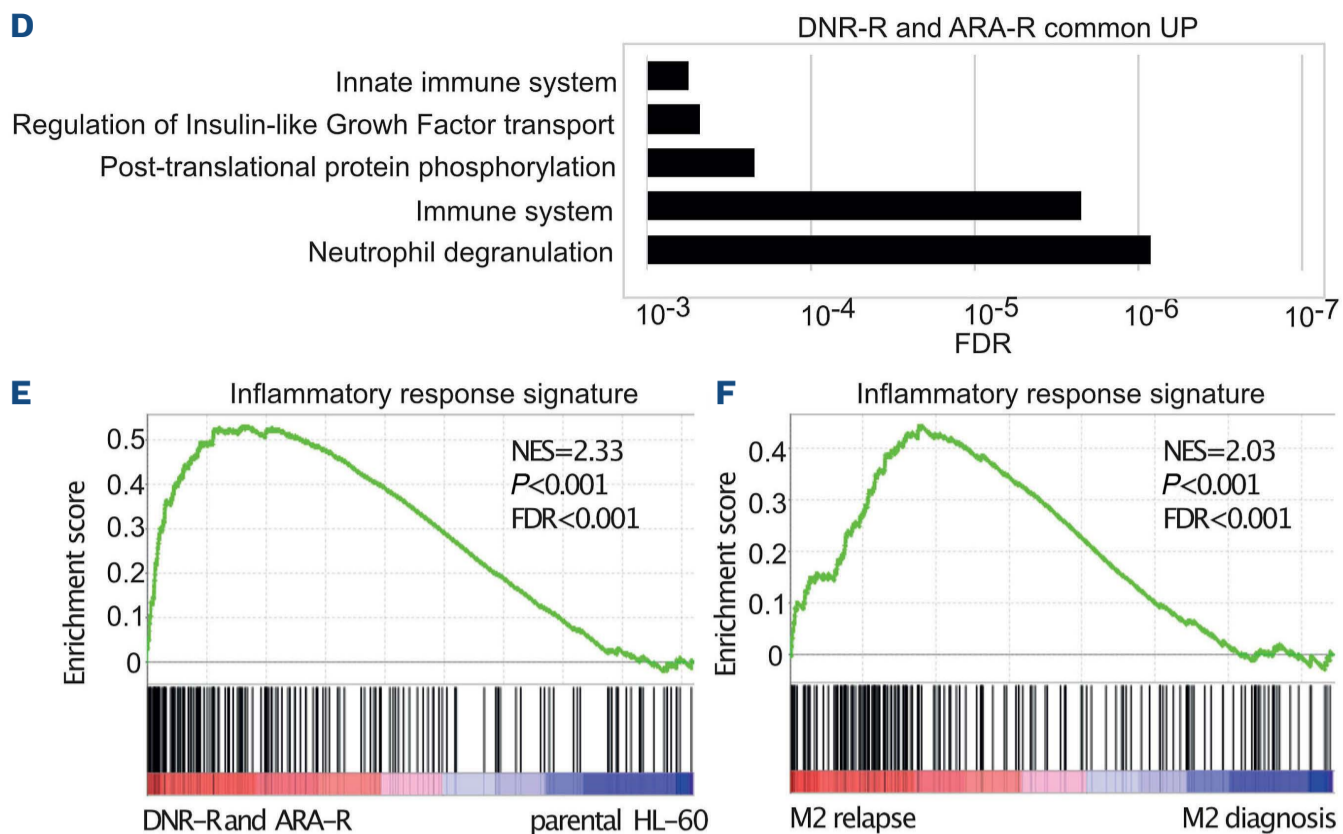 D
DNR-R and ARA-R common UP
Innate immune system
Regulation of Insulin-like Growh Factor transport
Post-translational protein phosphorylation
Immune system
Neutrophil degranulation
10-3 10-4 10-5 10-6 10-7
FDR
E
Inflammatory response signature
NES=2.33
P<0.001
FDR<0.001
Enrichment score
0.5
0.4
0.3
0.2
0.1
0
DNR-R and ARA-R parental HL-60
F
Inflammatory response signature
NES=2.03
P<0.001
FDR<0.001
Enrichment score
0.4
0.3
0.2
0.1
0
M2 relapse M2 diagnosis